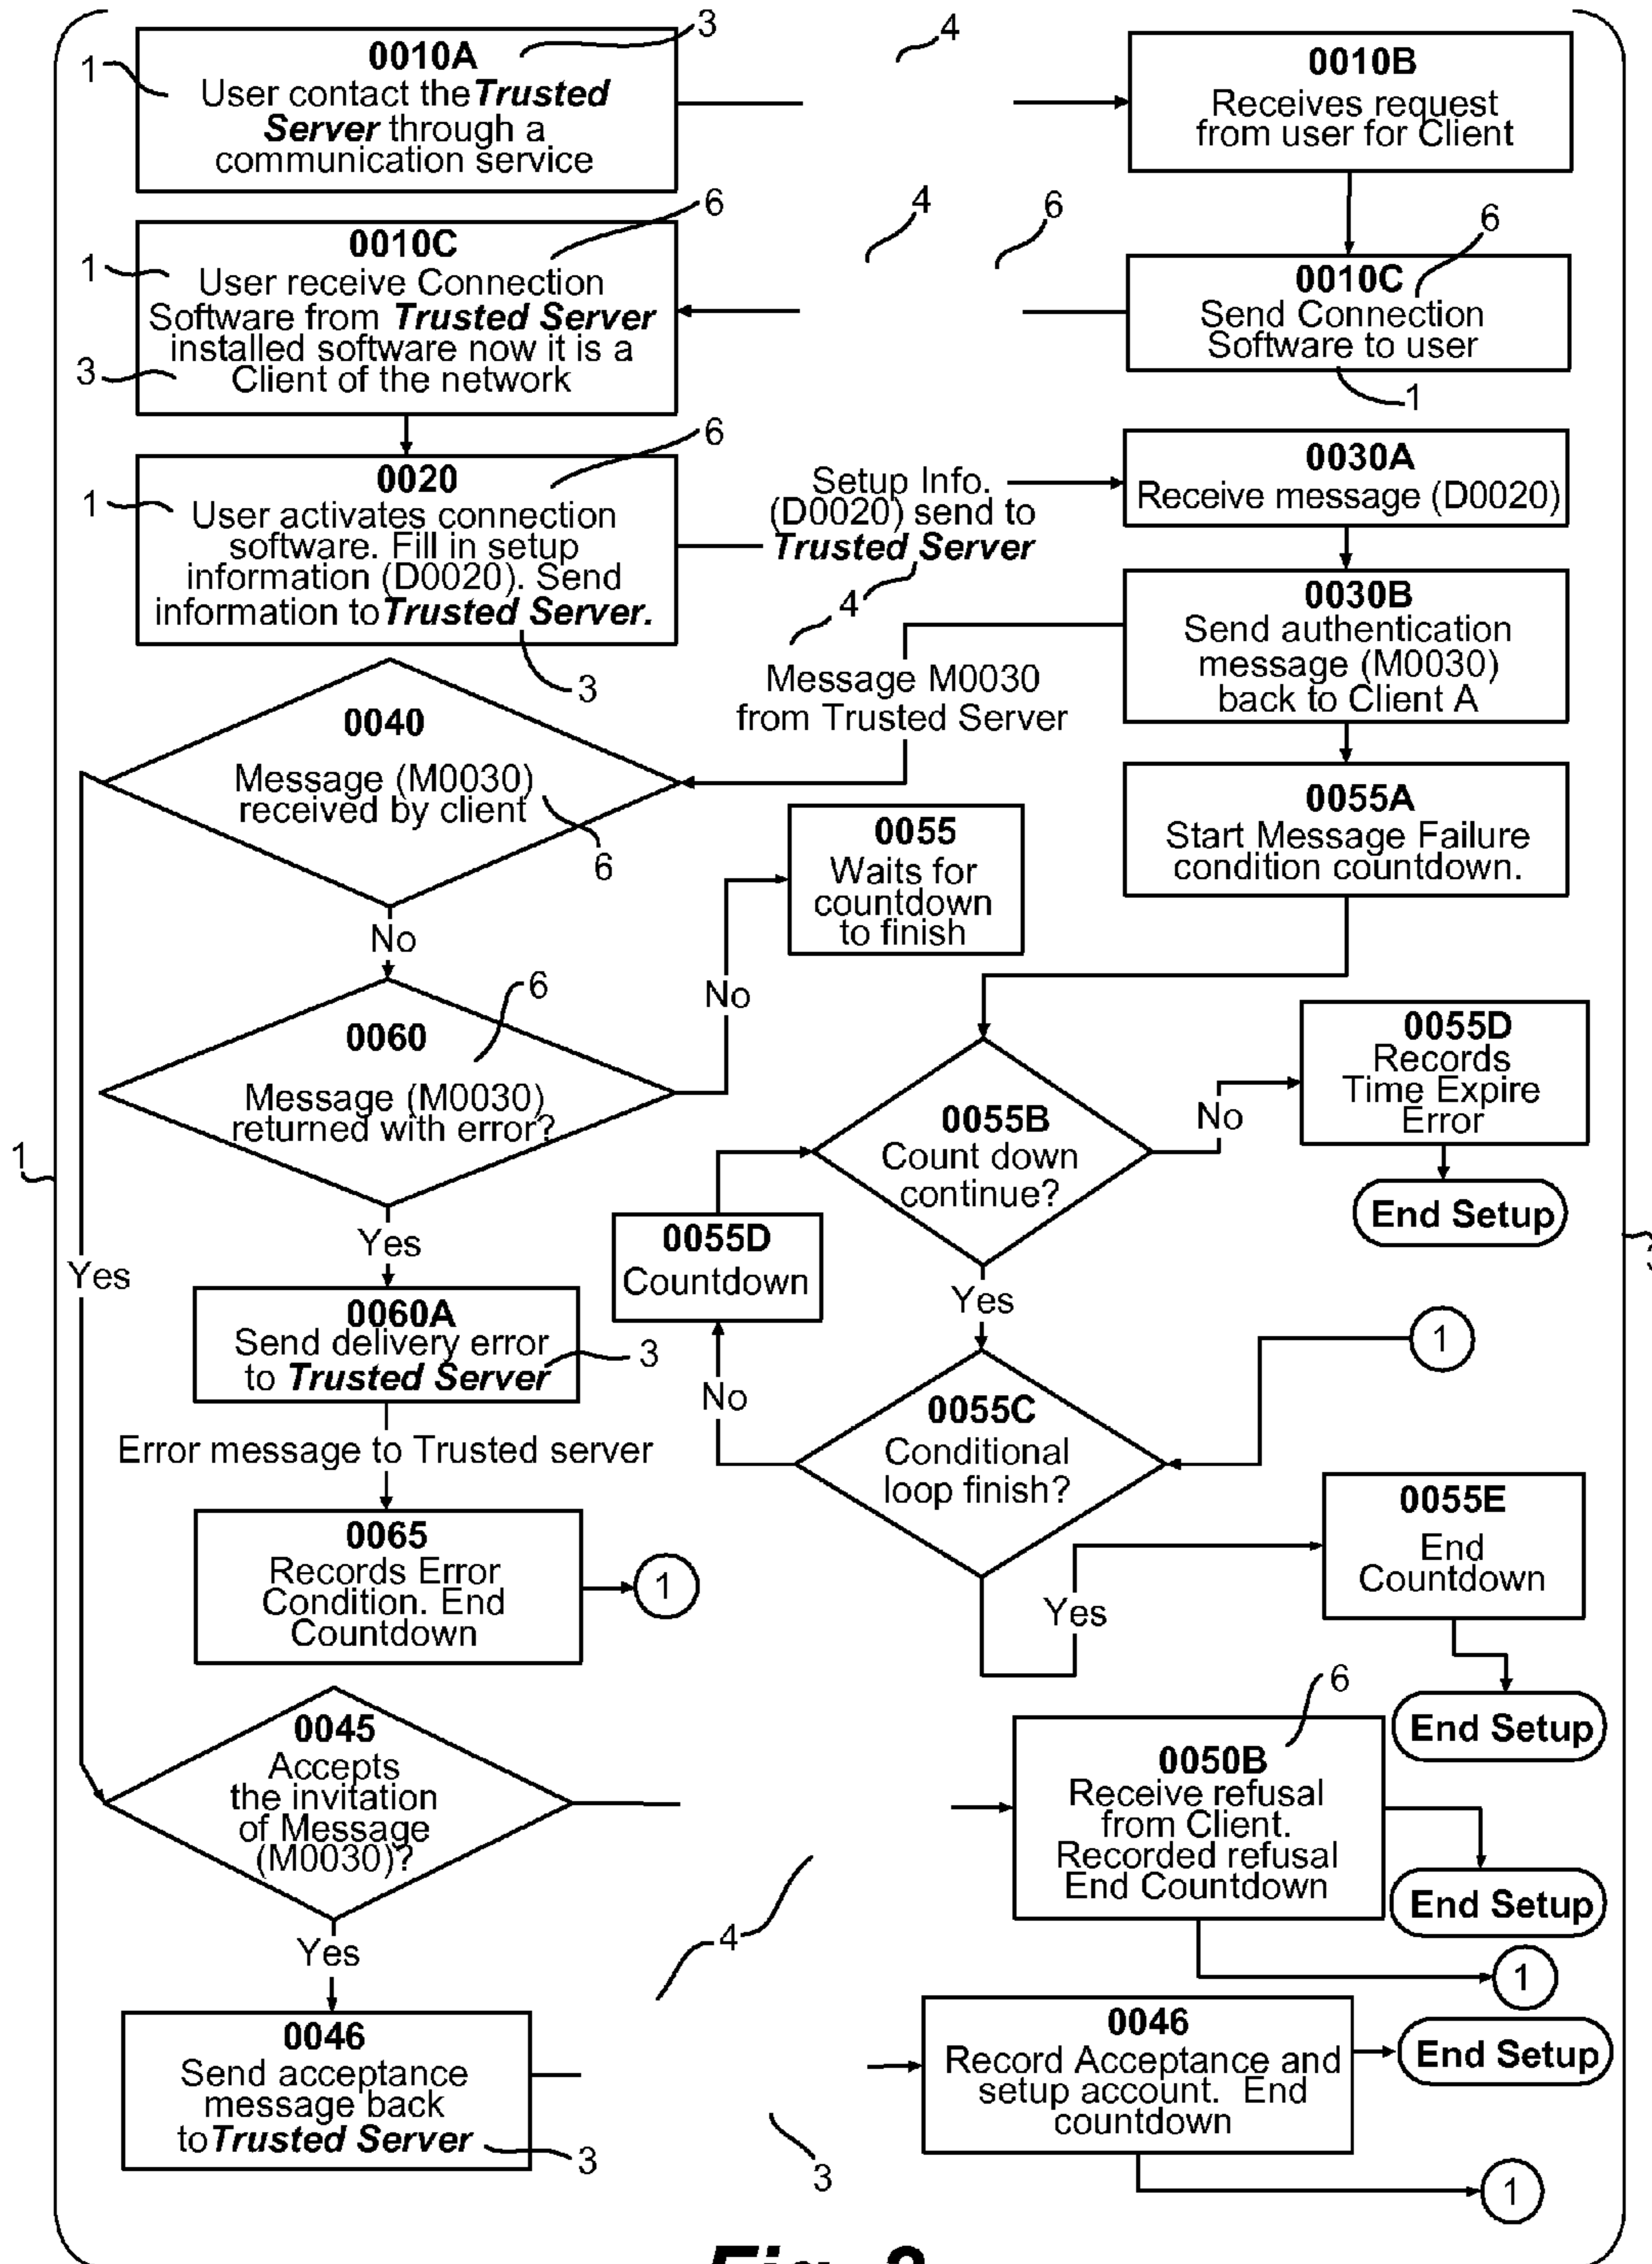 0010A
User contact the Trusted
Server through a
communication service
3
1
4
0010B
Receives request
from user for Client
0010C
User receive Connection
Software from Trusted Server
installed software now it is a
Client of the network
6
1
3
4
6
0010C
Send Connection
Software to user
6
1
0020
User activates connection
software. Fill in setup
information (D0020). Send
information to Trusted Server.
6
1
3
Setup Info.
(D0020) send to
Trusted Server
4
0030A
Receive message (D0020)
0030B
Send authentication
message (M0030)
back to Client A
Message M0030
from Trusted Server
0040
Message (M0030)
received by client
6
No
0055
Waits for
countdown
to finish
0055A
Start Message Failure
condition countdown.
0060
Message (M0030)
returned with error?
6
No
0055B
Count down
continue?
No
0055D
Records
Time Expire
Error
End Setup
1
Yes
Yes
0055D
Countdown
Yes
0060A
Send delivery error
to Trusted Server
3
No
0055C
Conditional
loop finish?
1
Error message to Trusted server
0065
Records Error
Condition. End
Countdown
1
Yes
0055E
End
Countdown
End Setup
0045
Accepts
the invitation
of Message
(M0030)?
6
0050B
Receive refusal
from Client.
Recorded refusal
End Countdown
End Setup
1
Yes
4
0046
Send acceptance
message back
to Trusted Server
3
3
0046
Record Acceptance and
setup account. End
countdown
End Setup
1